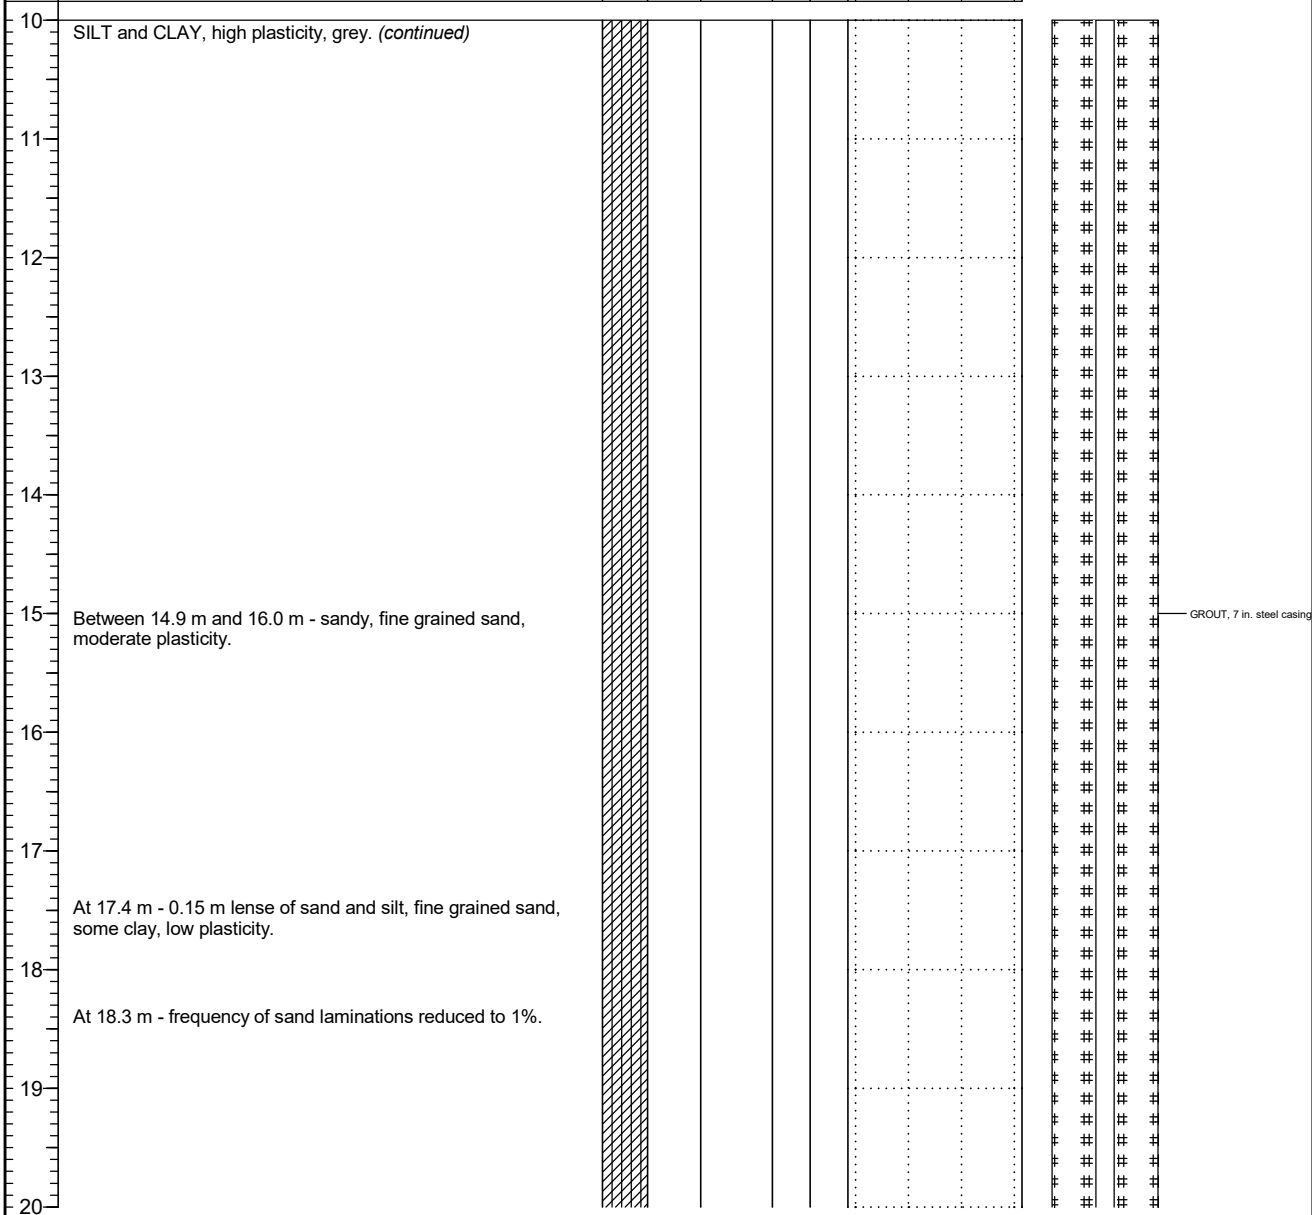 10
SILT and CLAY, high plasticity, grey. (continued)
11
12
13
14
15
Between 14.9 m and 16.0 m - sandy, fine grained sand,
moderate plasticity.
GROUT, 7 in. steel casing
16
17
At 17.4 m - 0.15 m lense of sand and silt, fine grained sand,
some clay, low plasticity.
18
At 18.3 m - frequency of sand laminations reduced to 1%.
19
20